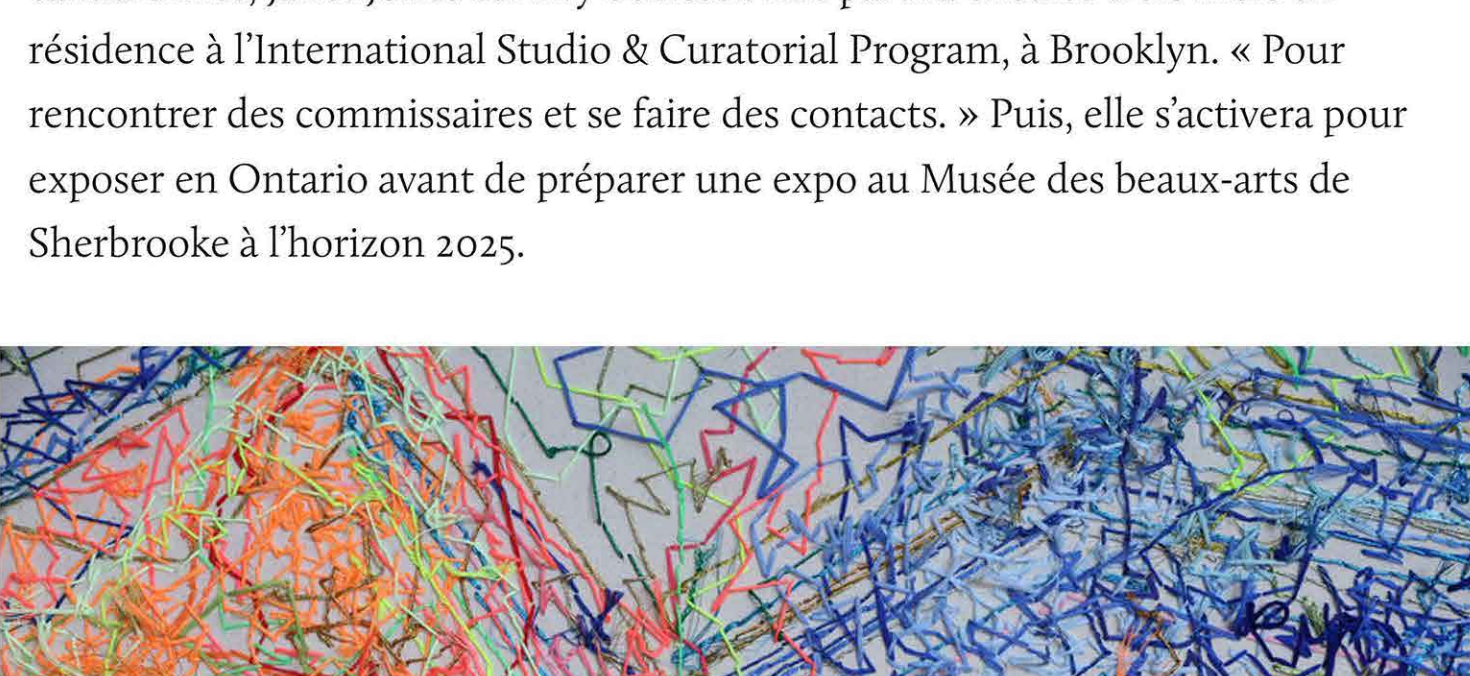 résidence à l’International Studio & Curatorial Program, à Brooklyn. « Pour
rencontrer des commissaires et se faire des contacts. » Puis, elle s’activera pour
exposer en Ontario avant de préparer une expo au Musée des beaux-arts de
Sherbrooke à l’horizon 2025.